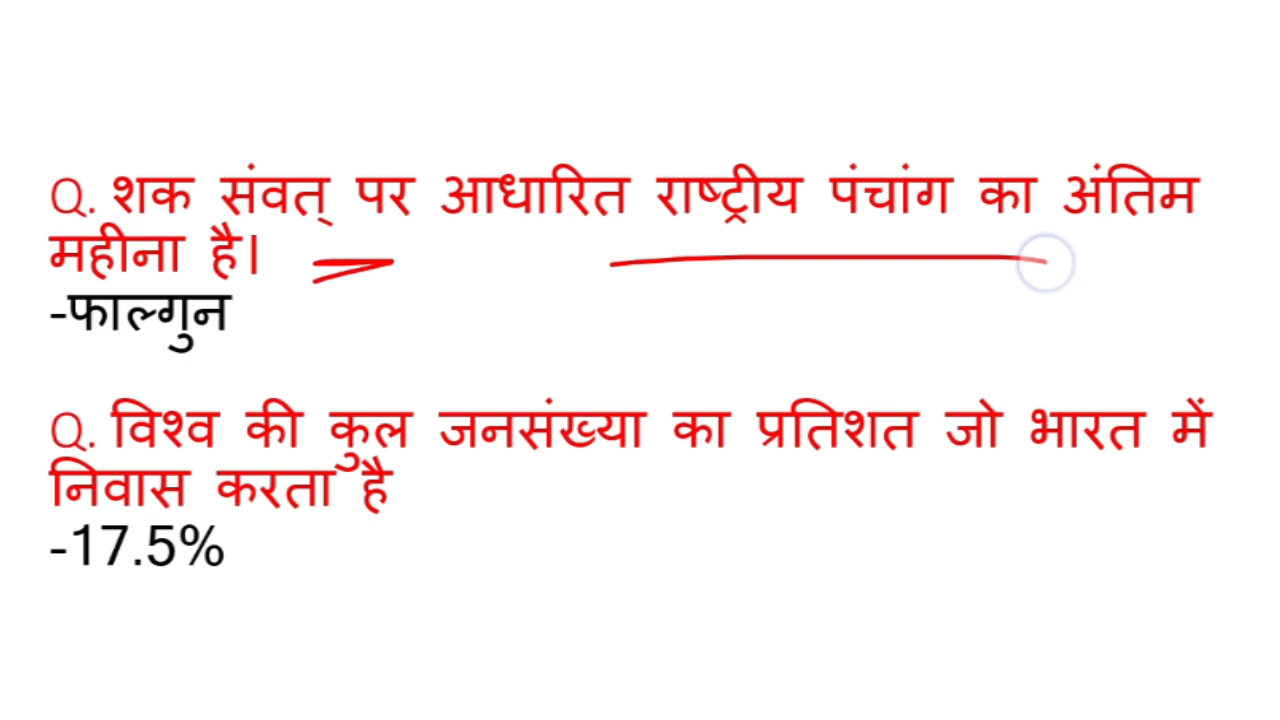 Q. शक संवत् पर आधारित राष्ट्रीय पंचांग का अंतिम
महीना है।
-फाल्गुन
Q. विश्व की कुल जनसंख्या का प्रतिशत जो भारत में
निवास करता है
-17.5%